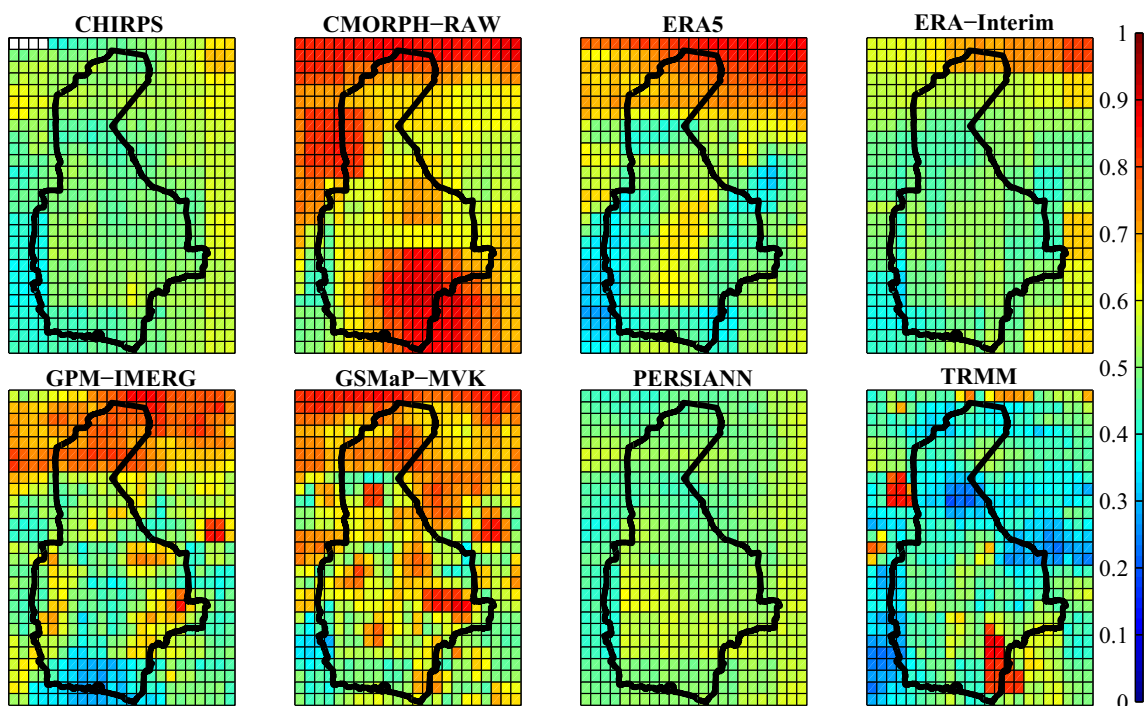 CHIRPS
CMORPH−RAW
ERA5
ERA−Interim
GPM−IMERG
GSMaP−MVK
PERSIANN
TRMM
1
0.9
0.8
0.7
0.6
0.5
0.4
0.3
0.2
0.1
0